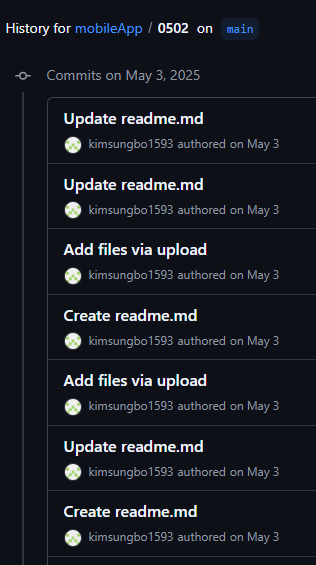 History for mobileApp / 0502 on main
Commits on May 3, 2025
Update readme.md
kimsungbo1593 authored on May 3
Update readme.md
kimsungbo1593 authored on May 3
Add files via upload
kimsungbo1593 authored on May 3
Create readme.md
kimsungbo1593 authored on May 3
Add files via upload
kimsungbo1593 authored on May 3
Update readme.md
kimsungbo1593 authored on May 3
Create readme.md
kimsungbo1593 authored on May 3